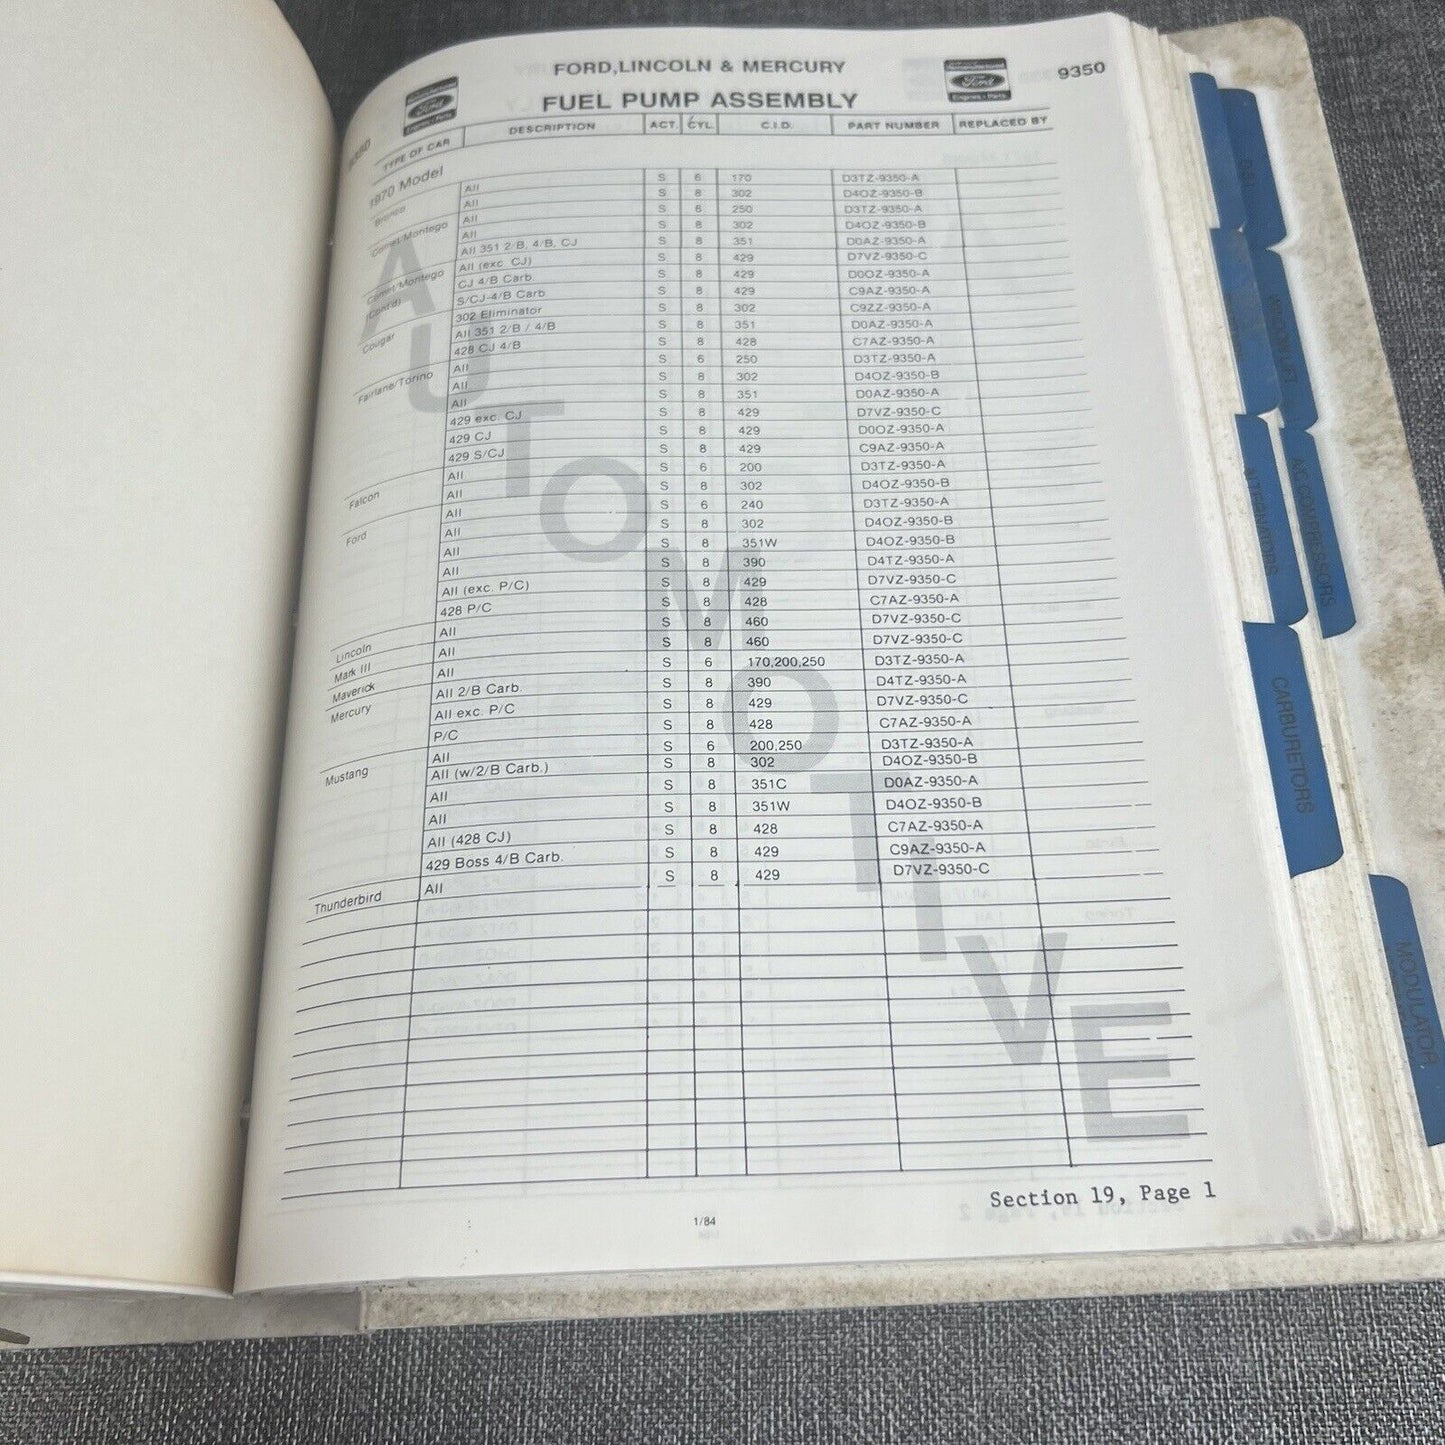 FORD, LINCOLN & MERCURY
FUEL PUMP ASSEMBLY
9350
Ford
Ford
Engines • Parts
TYPE OF CAR DESCRIPTION ACT. CYL. C.I.D. PART NUMBER REPLACED BY
1970 Model
Bronco All S 6 170 D3TZ-9350-A
All S 8 302 D4OZ-9350-B
Comet/Montego All S 6 250 D3TZ-9350-A
All S 8 302 D4OZ-9350-B
All 351 2/B, 4/B, CJ S 8 351 D0AZ-9350-A
Comet/Montego All (exc. CJ) S 8 429 D7VZ-9350-C
(Cont'd) CJ 4/B Carb. S 8 429 D0OZ-9350-A
S/CJ-4/B Carb. S 8 429 C9AZ-9350-A
Cougar 302 Eliminator S 8 302 C9ZZ-9350-A
All 351 2/B / 4/B S 8 351 D0AZ-9350-A
428 CJ 4/B S 8 428 C7AZ-9350-A
Fairlane/Torino All S 6 250 D3TZ-9350-A
All S 8 302 D4OZ-9350-B
All S 8 351 D0AZ-9350-A
429 exc. CJ S 8 429 D7VZ-9350-C
429 CJ S 8 429 D0OZ-9350-A
429 S/CJ S 8 429 C9AZ-9350-A
Falcon All S 6 200 D3TZ-9350-A
All S 8 302 D4OZ-9350-B
Ford All S 6 240 D3TZ-9350-A
All S 8 302 D4OZ-9350-B
All S 8 351W D4OZ-9350-B
All S 8 390 D4TZ-9350-A
All (exc. P/C) S 8 429 D7VZ-9350-C
428 P/C S 8 428 C7AZ-9350-A
Lincoln All S 8 460 D7VZ-9350-C
Mark III All S 8 460 D7VZ-9350-C
Maverick All S 6 170,200,250 D3TZ-9350-A
Mercury All 2/B Carb. S 8 390 D4TZ-9350-A
All exc. P/C S 8 429 D7VZ-9350-C
P/C S 8 428 C7AZ-9350-A
Mustang All S 6 200,250 D3TZ-9350-A
All (w/2/B Carb.) S 8 302 D4OZ-9350-B
All S 8 351C D0AZ-9350-A
All S 8 351W D4OZ-9350-B
All (428 CJ) S 8 428 C7AZ-9350-A
429 Boss 4/B Carb. S 8 429 C9AZ-9350-A
Thunderbird All S 8 429 D7VZ-9350-C
AUTOMOTIVE
Section 19, Page 1
1/84
A/C COMPRESSORS
ALTERNATORS
CARBURETORS
MODULATOR